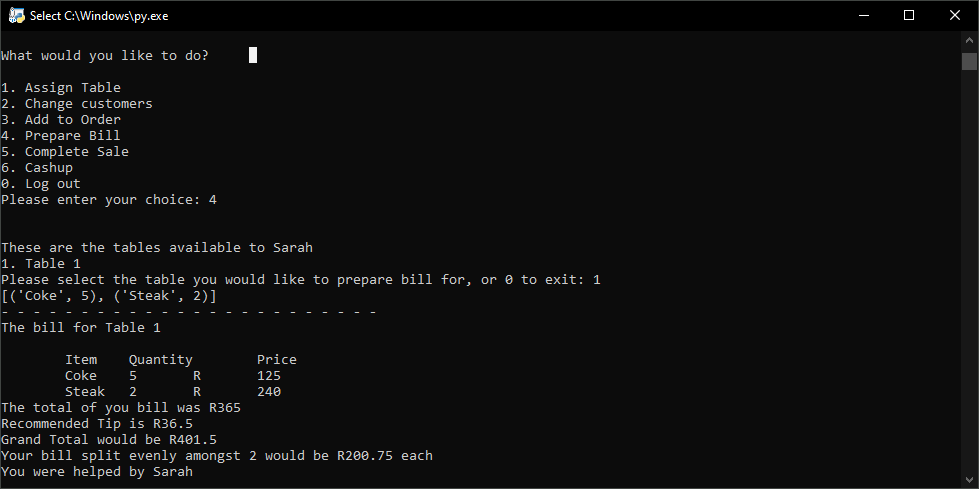 Select C:\Windows\py.exe
What would you like to do?
1. Assign Table
2. Change customers
3. Add to Order
4. Prepare Bill
5. Complete Sale
6. Cashup
0. Log out
Please enter your choice: 4
These are the tables available to Sarah
1. Table 1
Please select the table you would like to prepare bill for, or 0 to exit: 1
[('Coke', 5), ('Steak', 2)]
- - - - - - - - - - - - - - - - - - - - - - - -
The bill for Table 1
Item Quantity Price
Coke 5 R 125
Steak 2 R 240
The total of you bill was R365
Recommended Tip is R36.5
Grand Total would be R401.5
Your bill split evenly amongst 2 would be R200.75 each
You were helped by Sarah